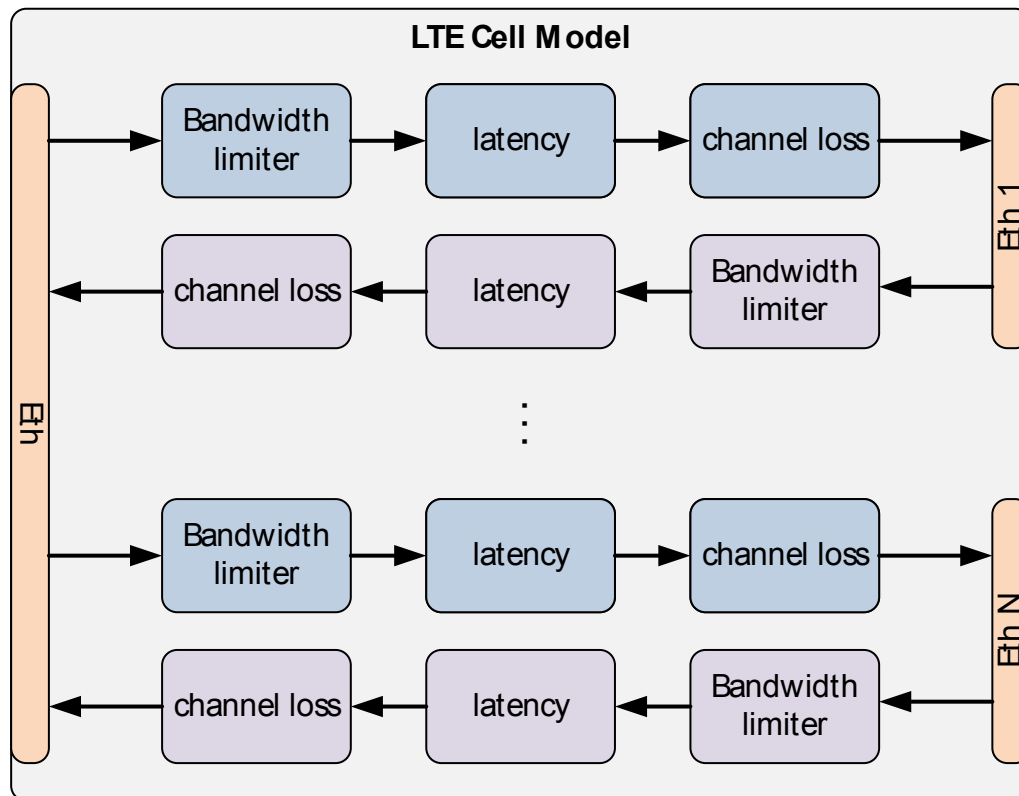 LTE Cell Model
Bandwidth
limiter
latency
channel loss
Eth 1
channel loss
latency
Bandwidth
limiter
Eth
...
Bandwidth
limiter
latency
channel loss
Eth N
channel loss
latency
Bandwidth
limiter